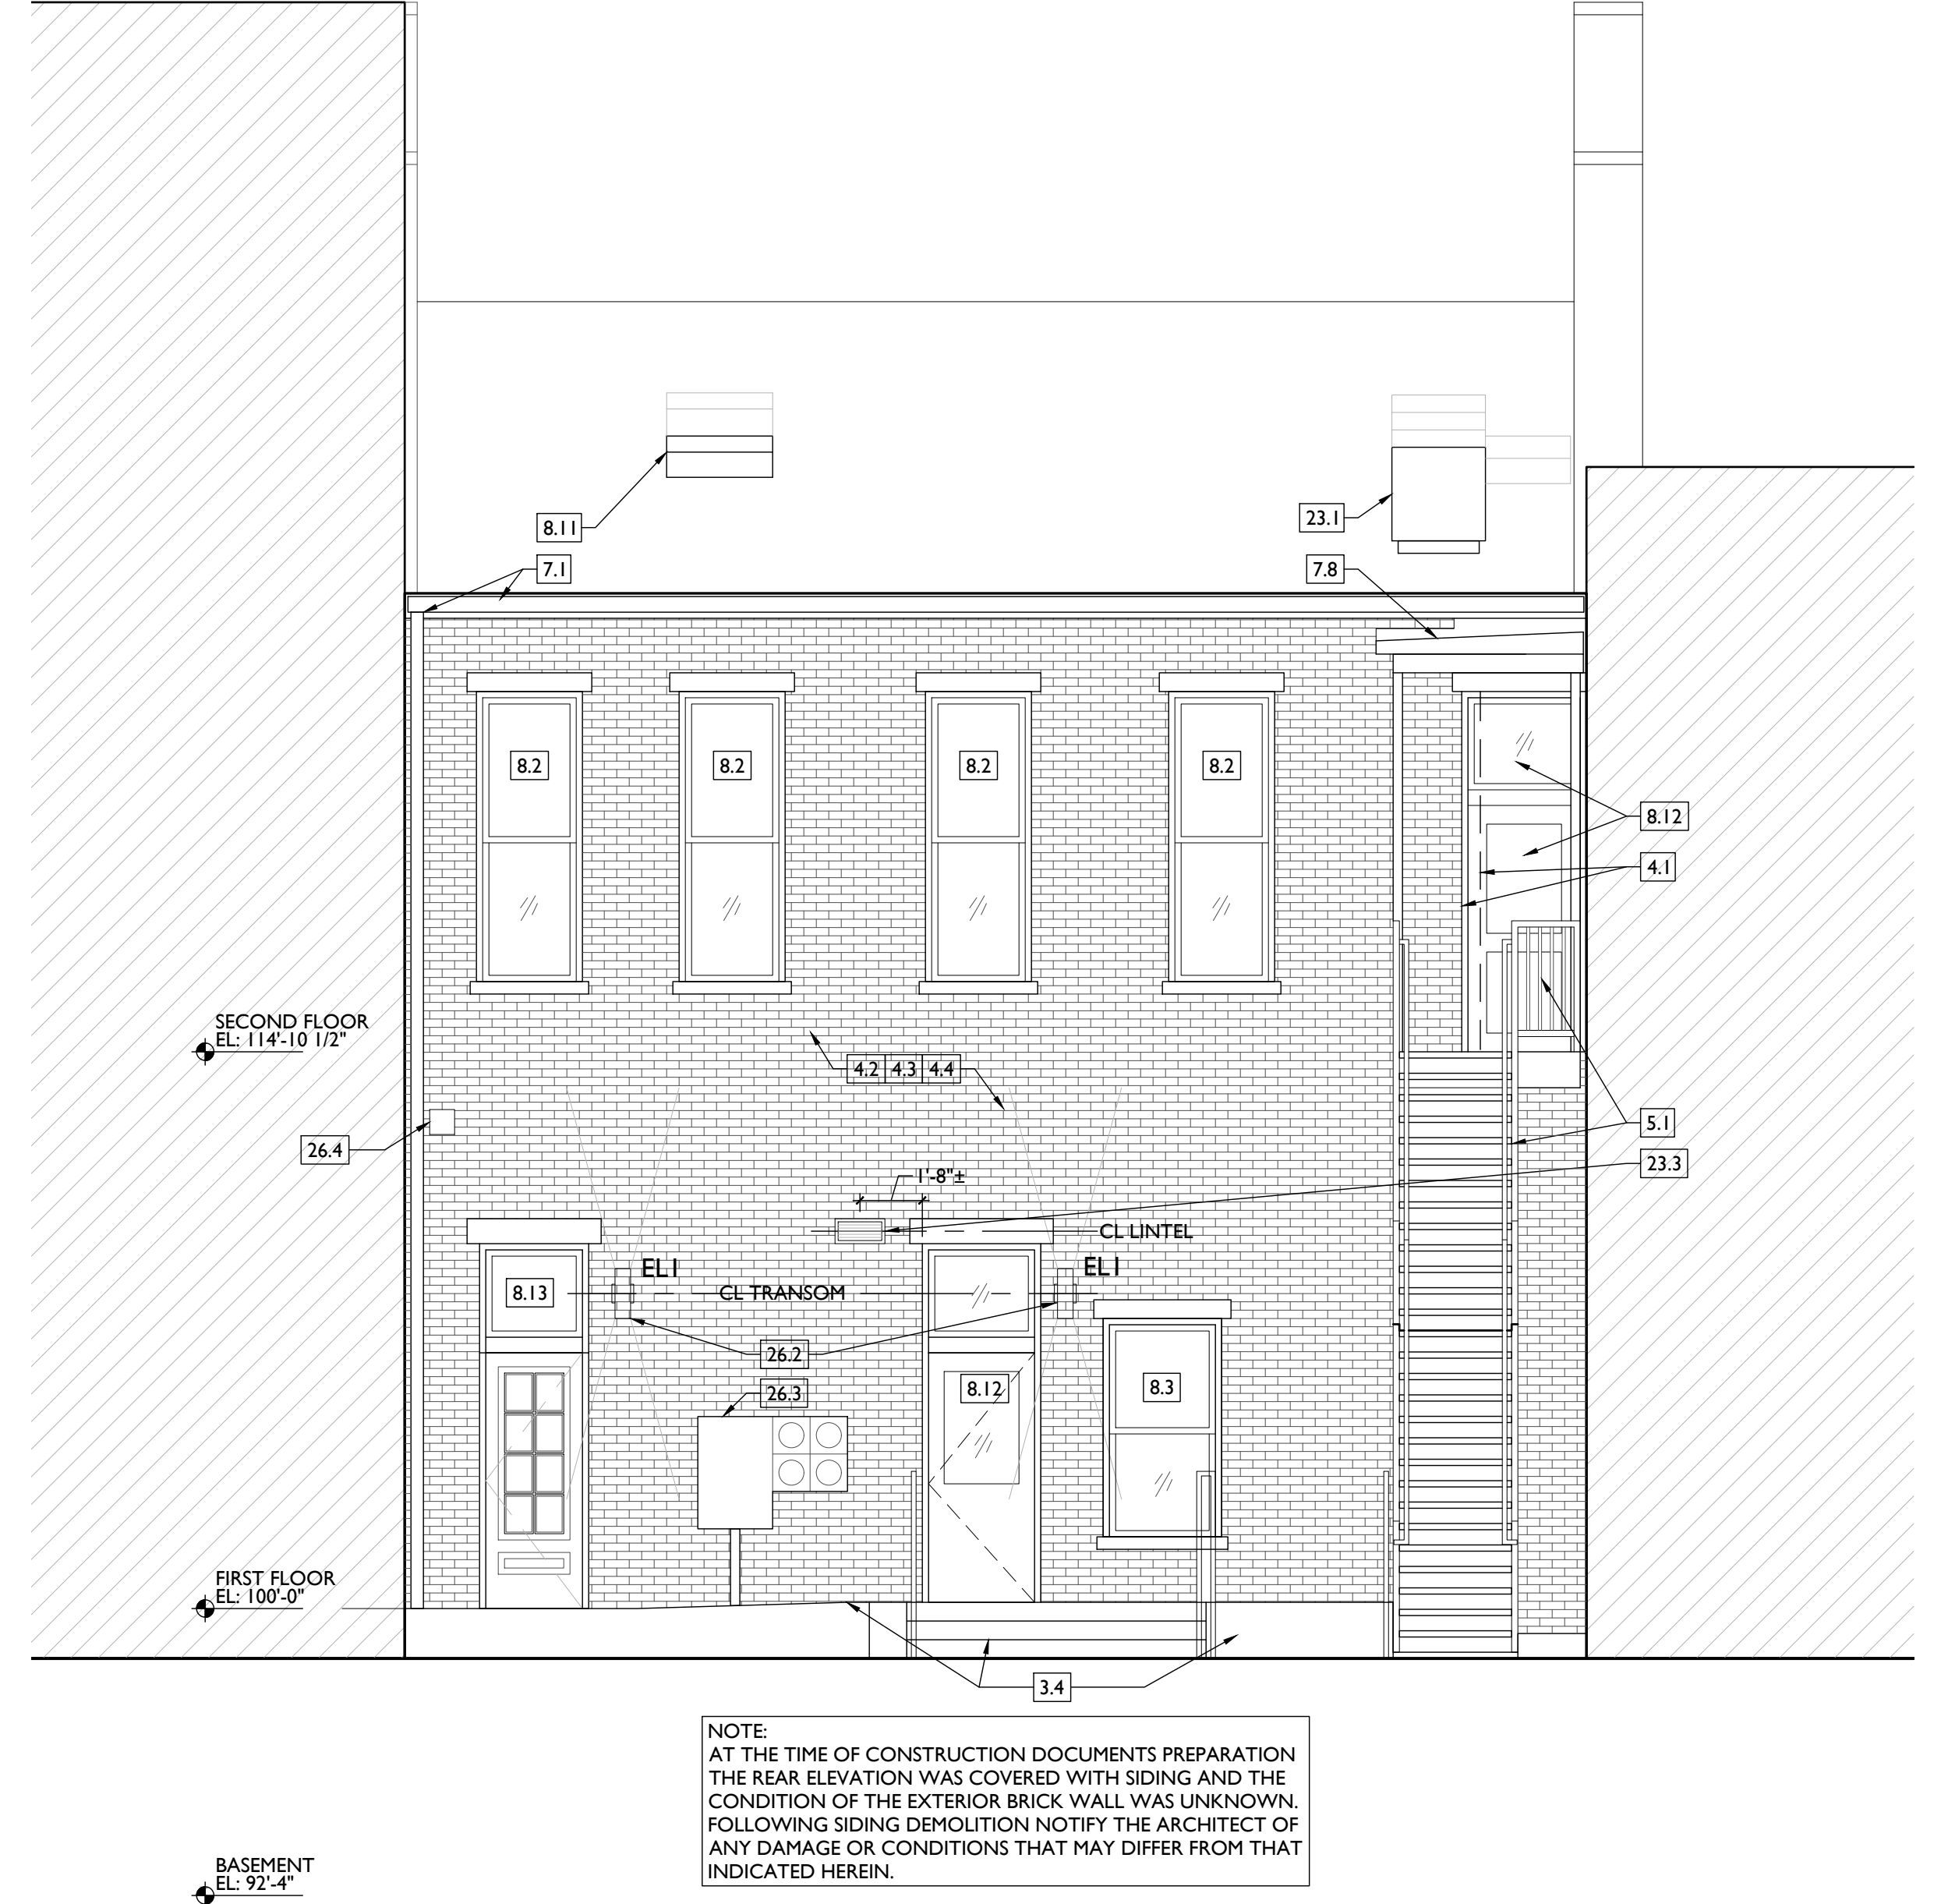 8.11
23.1
7.1
7.8
8.2
8.2
8.2
8.2
8.12
4.1
SECOND FLOOR
EL: 114'-10 1/2"
4.2 4.3 4.4
26.4
5.1
23.3
1'-8"±
CL LINTEL
EL1
EL1
8.13
CL TRANSOM
26.2
26.3
8.12
8.3
FIRST FLOOR
EL: 100'-0"
3.4
NOTE:
AT THE TIME OF CONSTRUCTION DOCUMENTS PREPARATION
THE REAR ELEVATION WAS COVERED WITH SIDING AND THE
CONDITION OF THE EXTERIOR BRICK WALL WAS UNKNOWN.
FOLLOWING SIDING DEMOLITION NOTIFY THE ARCHITECT OF
ANY DAMAGE OR CONDITIONS THAT MAY DIFFER FROM THAT
INDICATED HEREIN.
BASEMENT
EL: 92'-4"